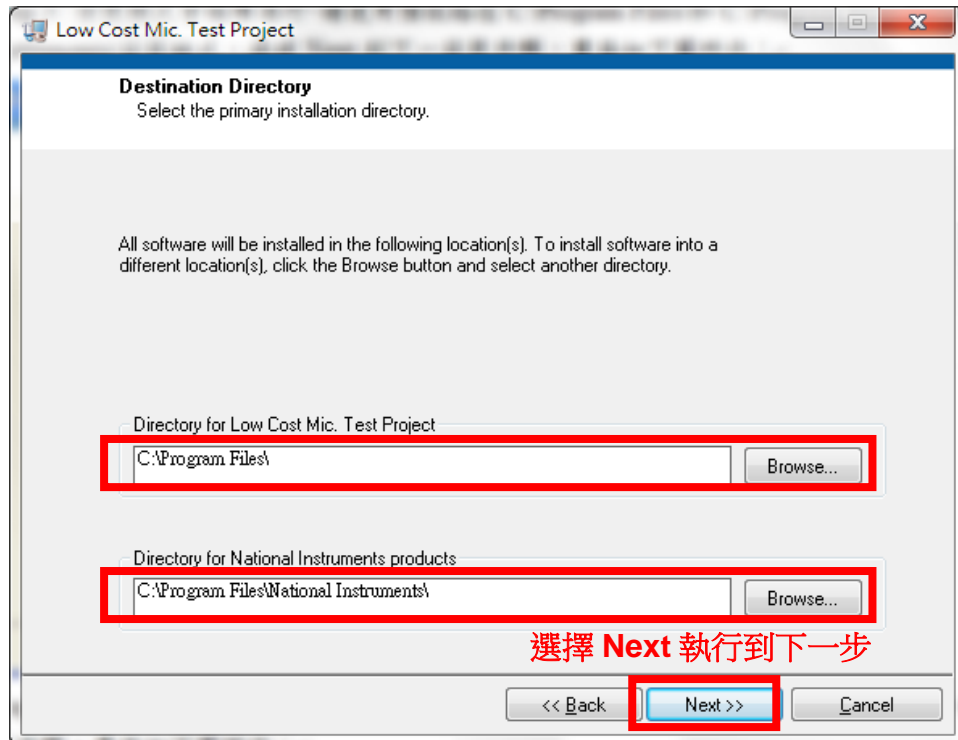 Low Cost Mic. Test Project
Destination Directory
Select the primary installation directory.
All software will be installed in the following location(s). To install software into a
different location(s), click the Browse button and select another directory.
Directory for Low Cost Mic. Test Project
C:\Program Files\
Browse...
Directory for National Instruments products
C:\Program Files\National Instruments\
Browse...
選擇 Next 執行到下一步
<< Back
Next >>
Cancel